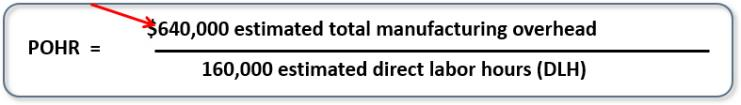 $640,000 estimated total manufacturing overhead
POHR =
160,000 estimated direct labor hours (DLH)